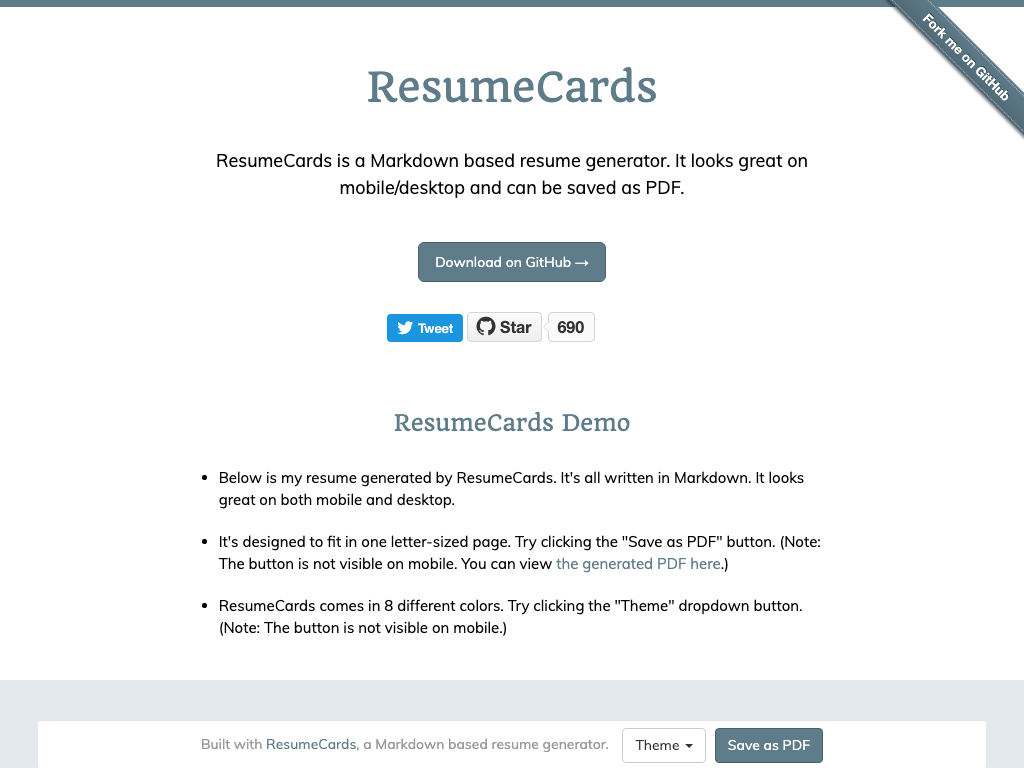 Fork me on GitHub
ResumeCards
ResumeCards is a Markdown based resume generator. It looks great on
mobile/desktop and can be saved as PDF.
Download on GitHub →
Tweet Star 690
ResumeCards Demo
• Below is my resume generated by ResumeCards. It's all written in Markdown. It looks
great on both mobile and desktop.
• It's designed to fit in one letter-sized page. Try clicking the "Save as PDF" button. (Note:
The button is not visible on mobile. You can view the generated PDF here.)
• ResumeCards comes in 8 different colors. Try clicking the "Theme" dropdown button.
(Note: The button is not visible on mobile.)
Built with ResumeCards, a Markdown based resume generator. Theme Save as PDF